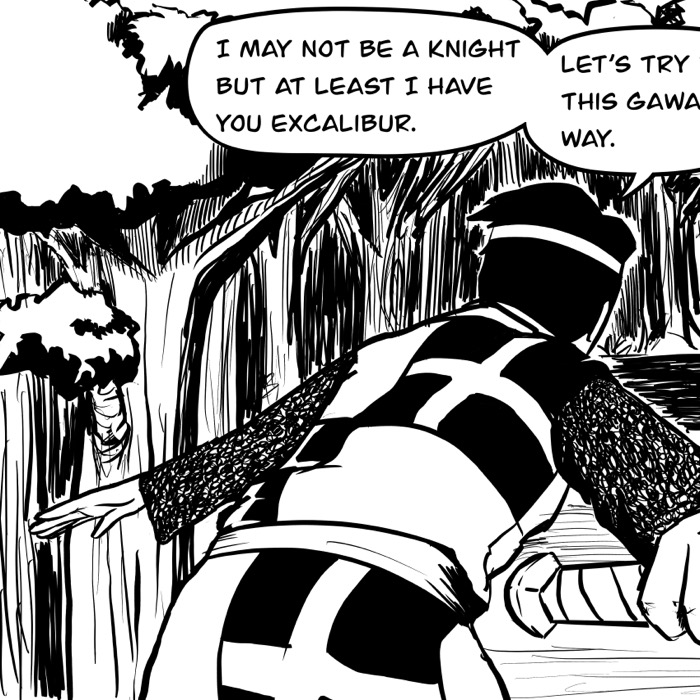 I MAY NOT BE A KNIGHT
BUT AT LEAST I HAVE
YOU EXCALIBUR.
LET'S TRY
THIS
WAY.